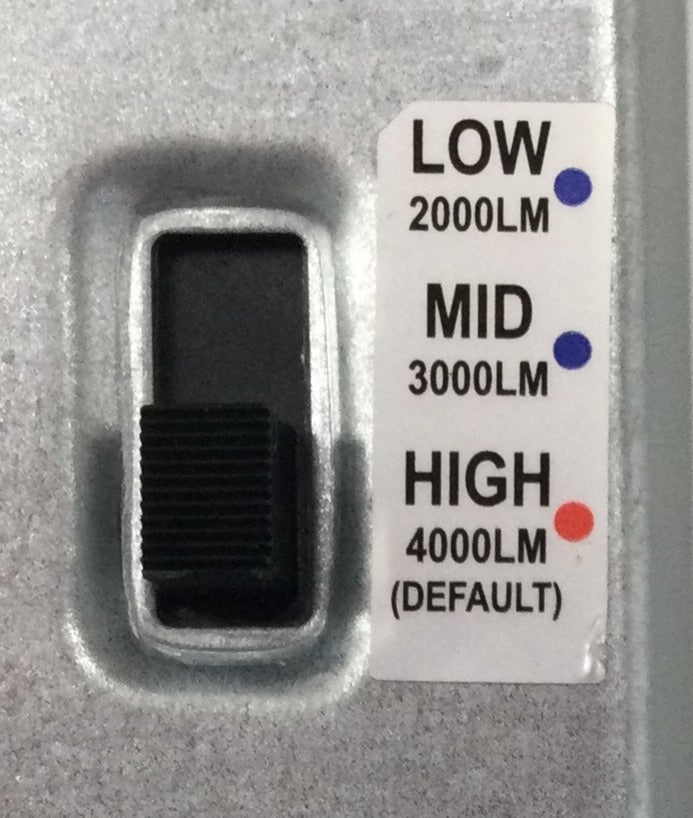 LOW
2000LM
MID
3000LM
HIGH
4000LM
(DEFAULT)